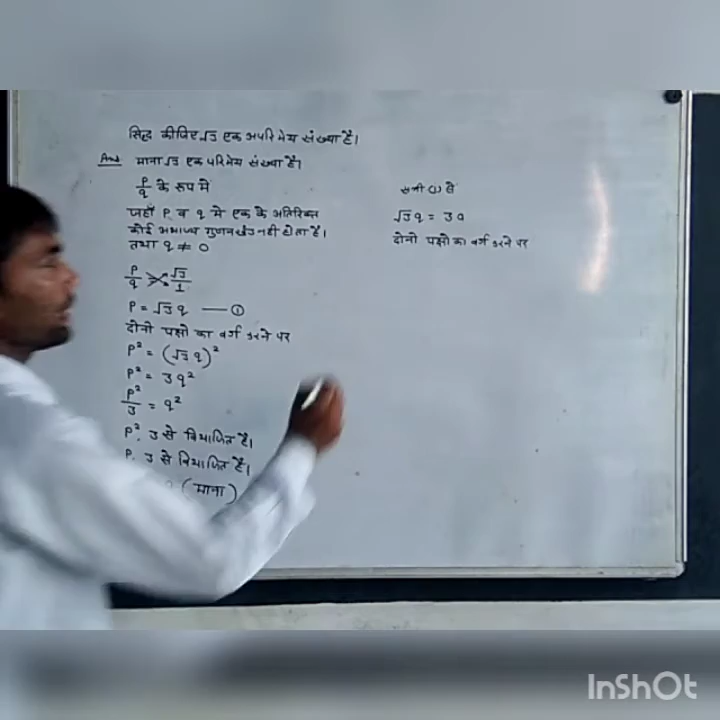 सिद्ध कीजिए √3 एक अपरिमेय संख्या है।
Ans माना √3 एक परिमेय संख्या है।
p/q के रूप मे
जहाँ P व q मे एक के अतिरिक्त
कोई अभाज्य गुणनखंड नही होता है।
तथा q ≠ 0
P/q √3/1
P = √3 q — ①
दोनो पक्षो का वर्ग करने पर
P² = (√3 q)²
P² = 3q²
P²/3 = q²
P², 3 से विभाजित है।
P, 3 से विभाजित है।
(माना)
समी ① से
√3 q = 3a
दोनो पक्षो का वर्ग करने पर
InShOt